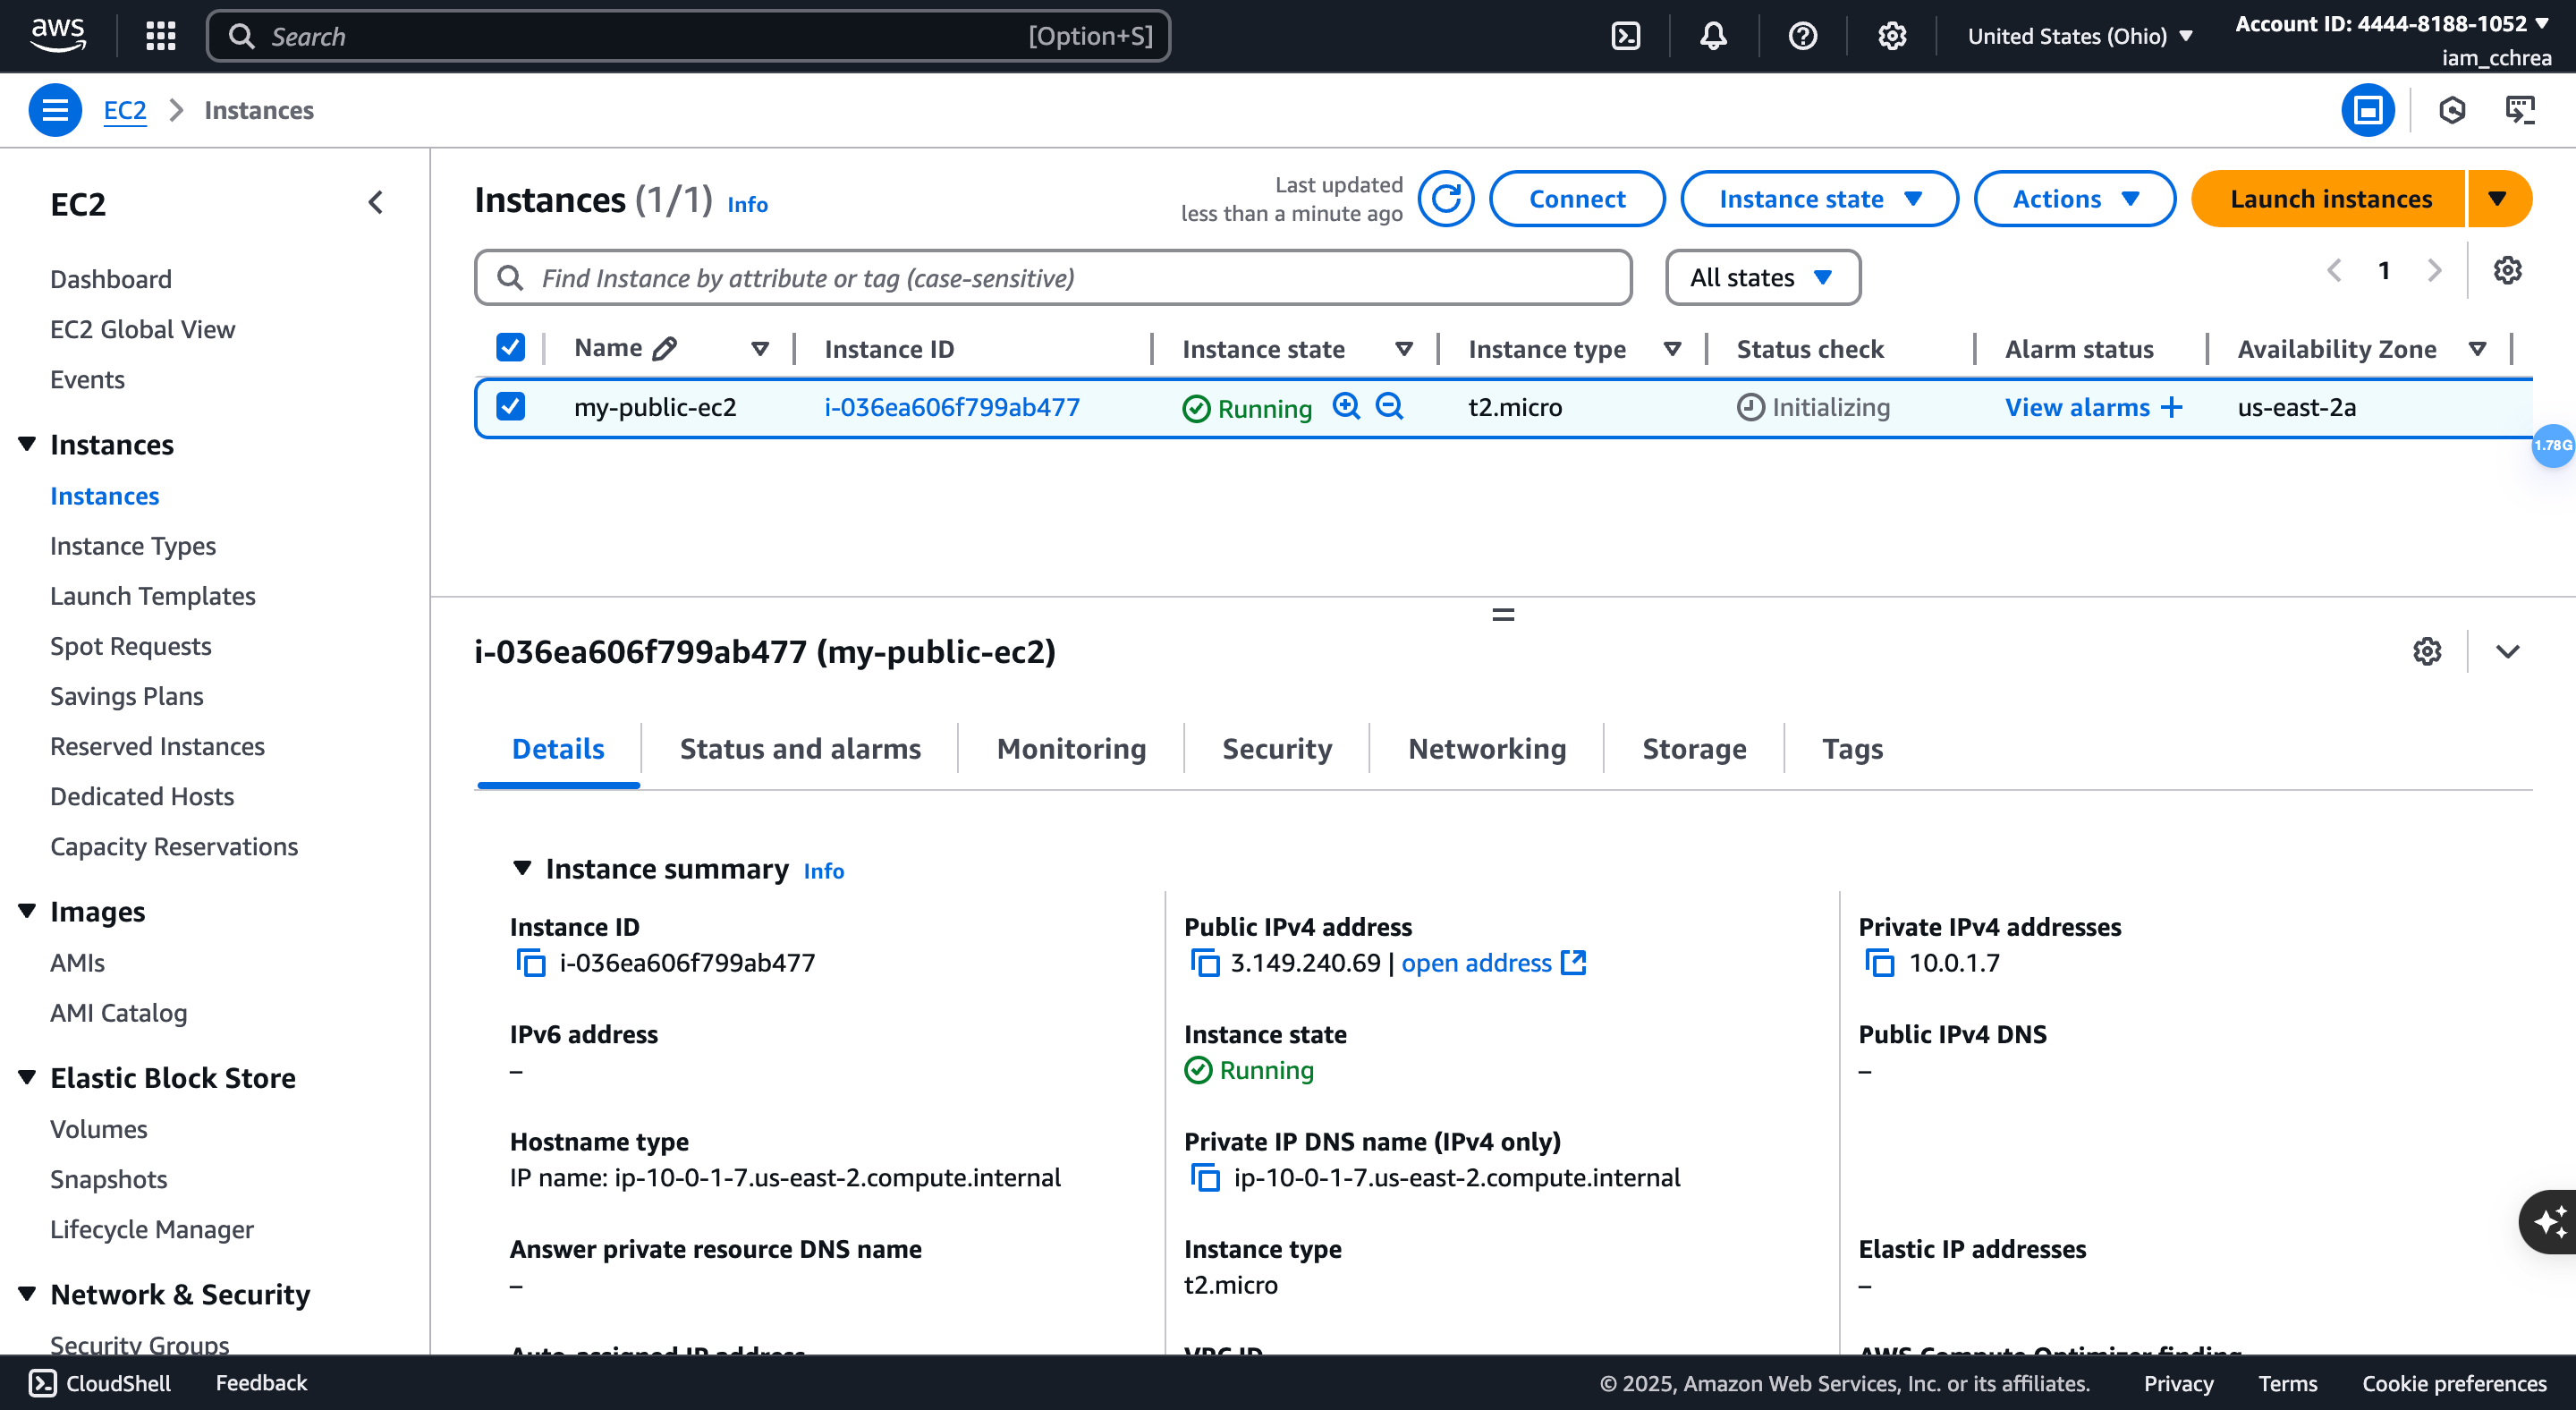 aws
Search [Option+S]
United States (Ohio)
Account ID: 4444-8188-1052
iam_cchrea
EC2 Instances
EC2
Dashboard
EC2 Global View
Events
Instances
Instances
Instance Types
Launch Templates
Spot Requests
Savings Plans
Reserved Instances
Dedicated Hosts
Capacity Reservations
Images
AMIs
AMI Catalog
Elastic Block Store
Volumes
Snapshots
Lifecycle Manager
Network & Security
Security Groups
Instances (1/1) Info
Last updated
less than a minute ago
Connect
Instance state
Actions
Launch instances
Find Instance by attribute or tag (case-sensitive)
All states
1
Name Instance ID Instance state Instance type Status check Alarm status Availability Zone
my-public-ec2 i-036ea606f799ab477 Running t2.micro Initializing View alarms us-east-2a
1.78G
i-036ea606f799ab477 (my-public-ec2)
Details Status and alarms Monitoring Security Networking Storage Tags
Instance summary Info
Instance ID
i-036ea606f799ab477
Public IPv4 address
3.149.240.69 | open address
Private IPv4 addresses
10.0.1.7
IPv6 address
–
Instance state
Running
Public IPv4 DNS
–
Hostname type
IP name: ip-10-0-1-7.us-east-2.compute.internal
Private IP DNS name (IPv4 only)
ip-10-0-1-7.us-east-2.compute.internal
Answer private resource DNS name
–
Instance type
t2.micro
Elastic IP addresses
–
Auto-assigned IP address
VPC ID
AWS Compute Optimizer finding
CloudShell Feedback
© 2025, Amazon Web Services, Inc. or its affiliates. Privacy Terms Cookie preferences